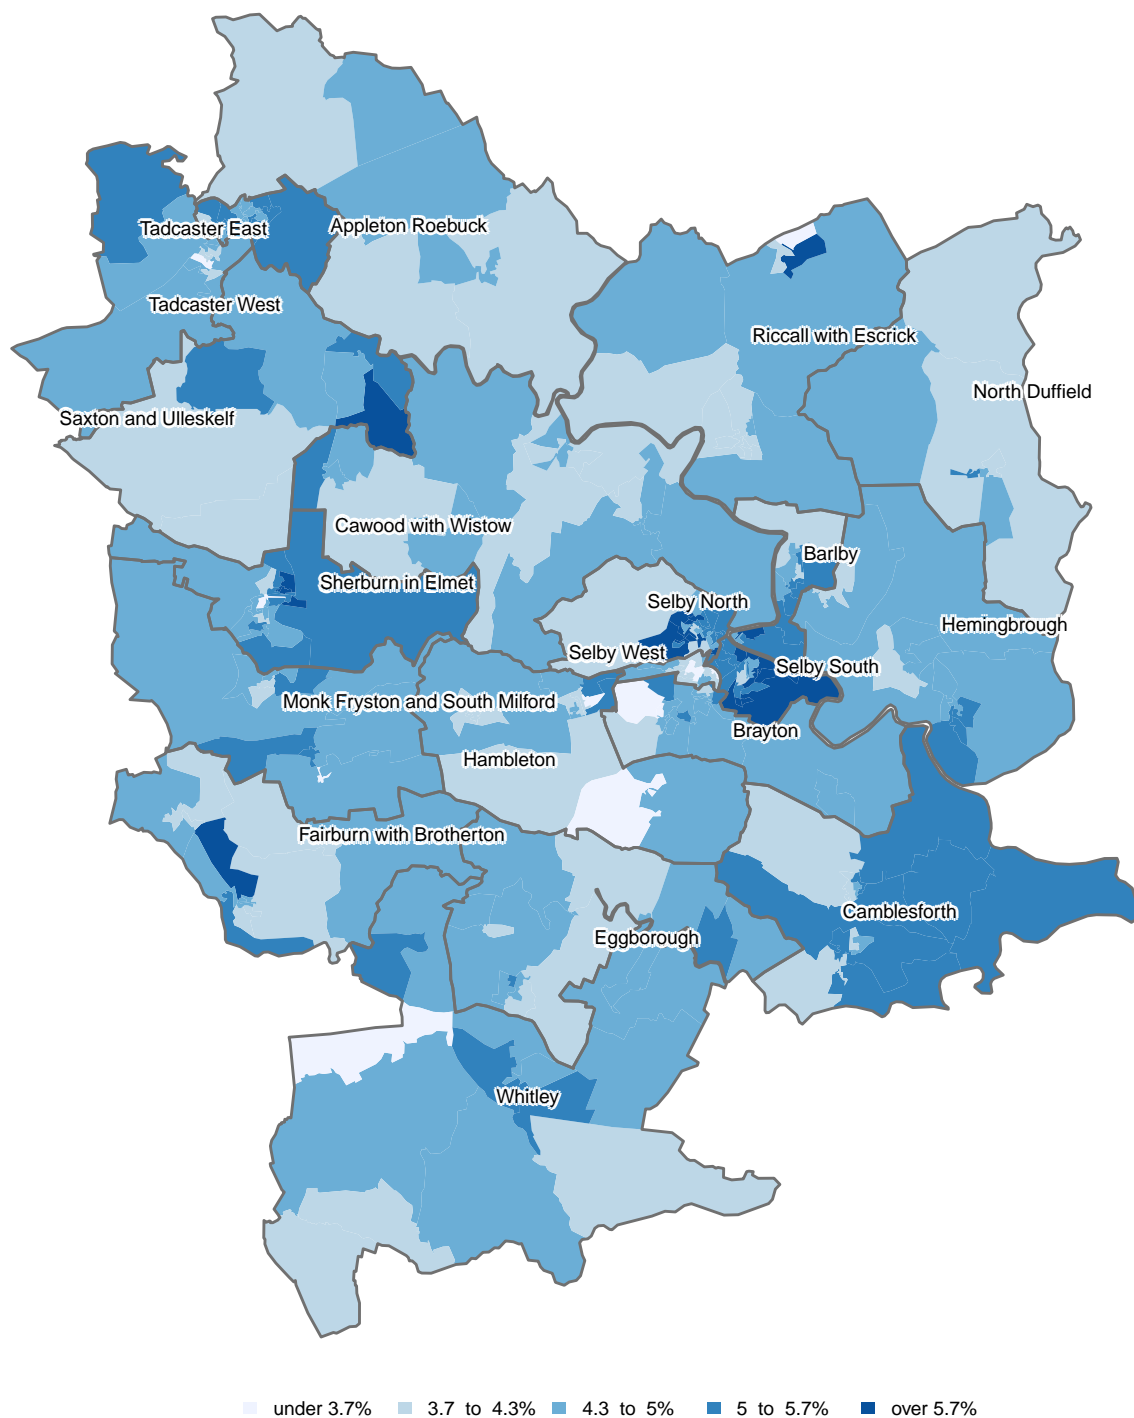 Appleton Roebuck
Tadcaster East
Tadcaster West
Riccall with Escrick
North Duffield
Saxton and Ulleskelf
Cawood with Wistow
Barlby
Sherburn in Elmet
Selby North
Hemingbrough
Selby West
Selby South
Monk Fryston and South Milford
Brayton
Hambleton
Fairburn with Brotherton
Camblesforth
Eggborough
Whitley
under 3.7% 3.7 to 4.3% 4.3 to 5% 5 to 5.7% over 5.7%